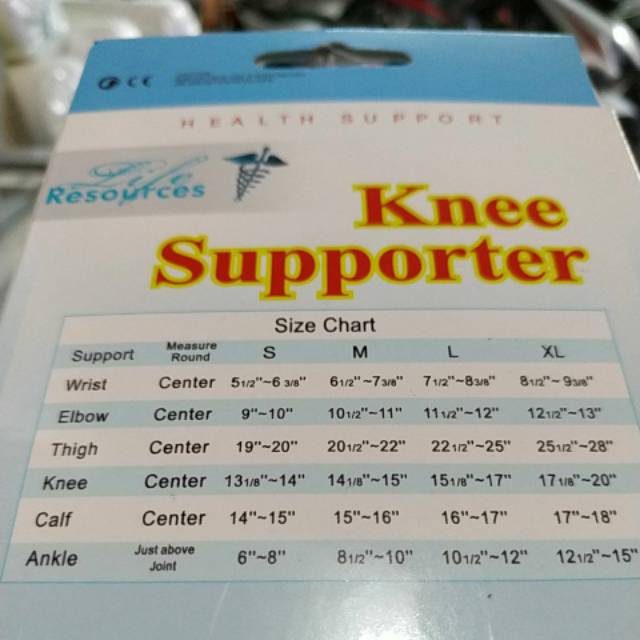 CE
HEALTH SUPPORT
Life
Resources
Knee
Supporter
Size Chart
Support Measure Round S M L XL
Wrist Center 5 1/2"~6 3/8" 6 1/2"~7 3/8" 7 1/2"~8 3/8" 8 1/2"~9 3/8"
Elbow Center 9"~10" 10 1/2"~11" 11 1/2"~12" 12 1/2"~13"
Thigh Center 19"~20" 20 1/2"~22" 22 1/2"~25" 25 1/2"~28"
Knee Center 13 1/8"~14" 14 1/8"~15" 15 1/8"~17" 17 1/8"~20"
Calf Center 14"~15" 15"~16" 16"~17" 17"~18"
Ankle Just above Joint 6"~8" 8 1/2"~10" 10 1/2"~12" 12 1/2"~15"